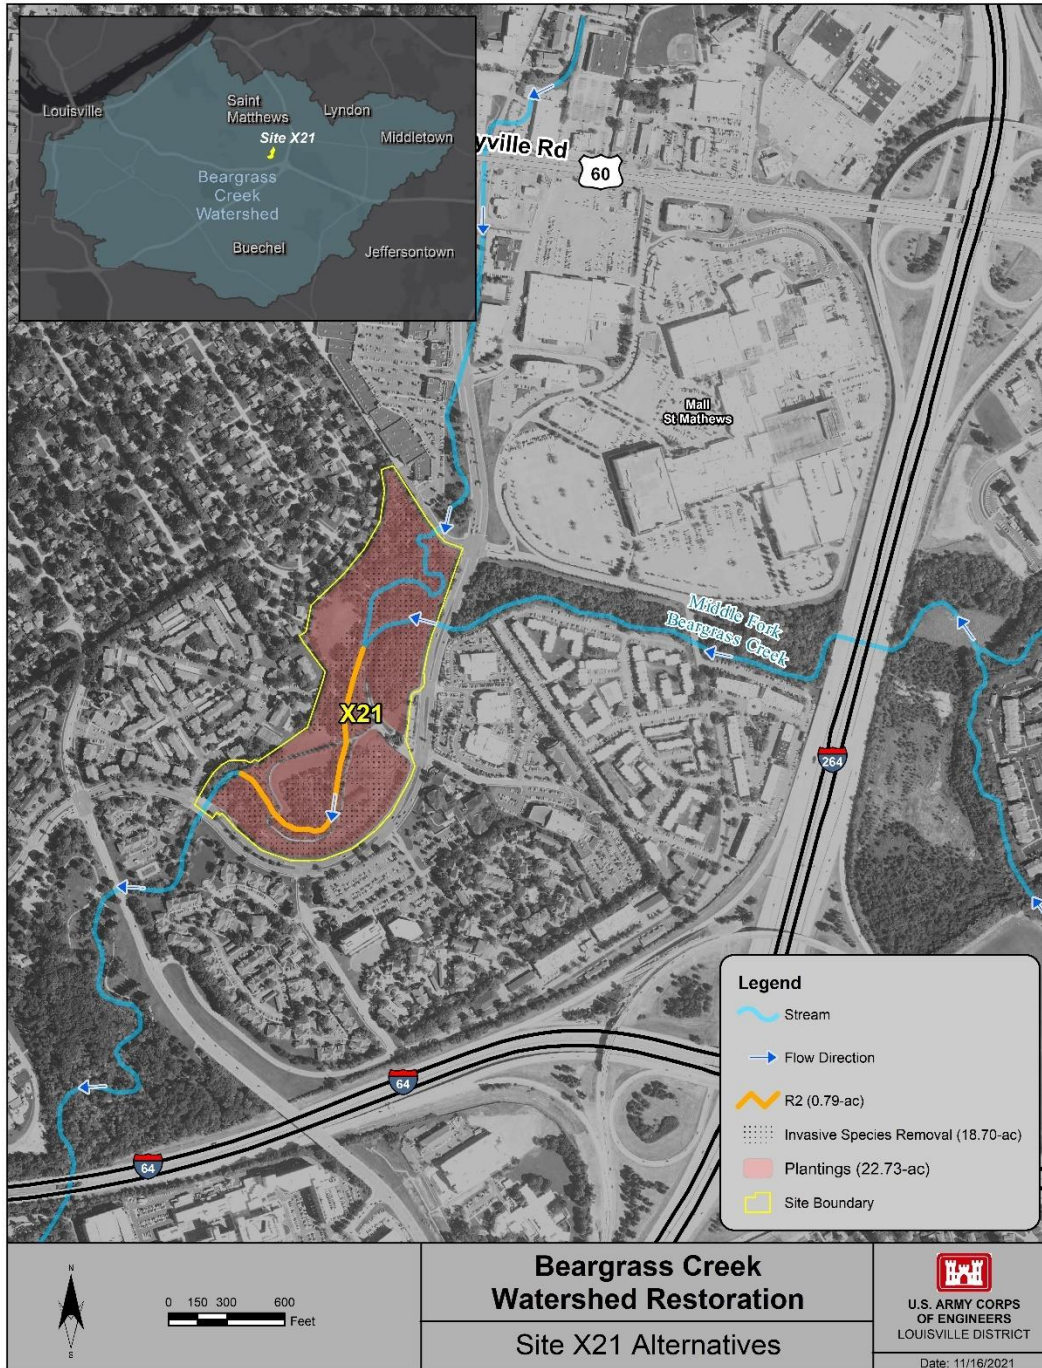 Louisville
Saint
Matthews
Lyndon
Site X21
Middletown
Beargrass
Creek
Watershed
Buechel
Jeffersontown
yville Rd
60
Mall
St Mathews
Middle Fork
Beargrass Creek
X21
264
64
64
Legend
Stream
Flow Direction
R2 (0.79-ac)
Invasive Species Removal (18.70-ac)
Plantings (22.73-ac)
Site Boundary
N
S
0 150 300 600
Feet
Beargrass Creek
Watershed Restoration
Site X21 Alternatives
U.S. ARMY CORPS
OF ENGINEERS
LOUISVILLE DISTRICT
Date: 11/16/2021